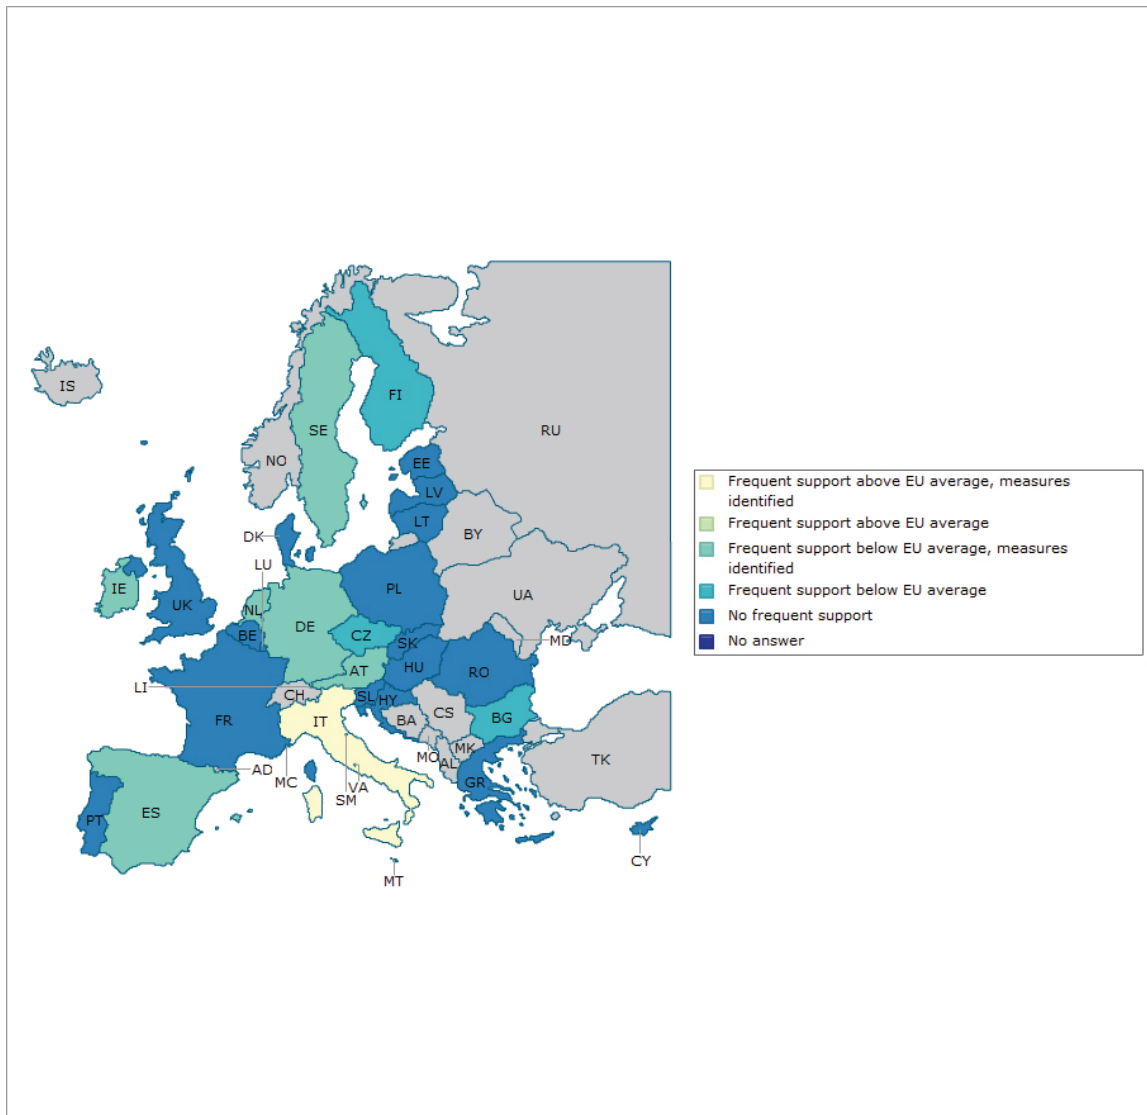 IS
FI
SE
RU
NO
EE
LV
LT
DK
BY
LU
IE
UK
NL
PL
UA
BE
DE
CZ
SK
MD
AT
HU
RO
LI
CH
SL
HY
FR
IT
BA
CS
BG
MO
MK
AL
TK
AD
MC
VA
SM
GR
ES
PT
CY
MT
Frequent support above EU average, measures
identified
Frequent support above EU average
Frequent support below EU average, measures
identified
Frequent support below EU average
No frequent support
No answer